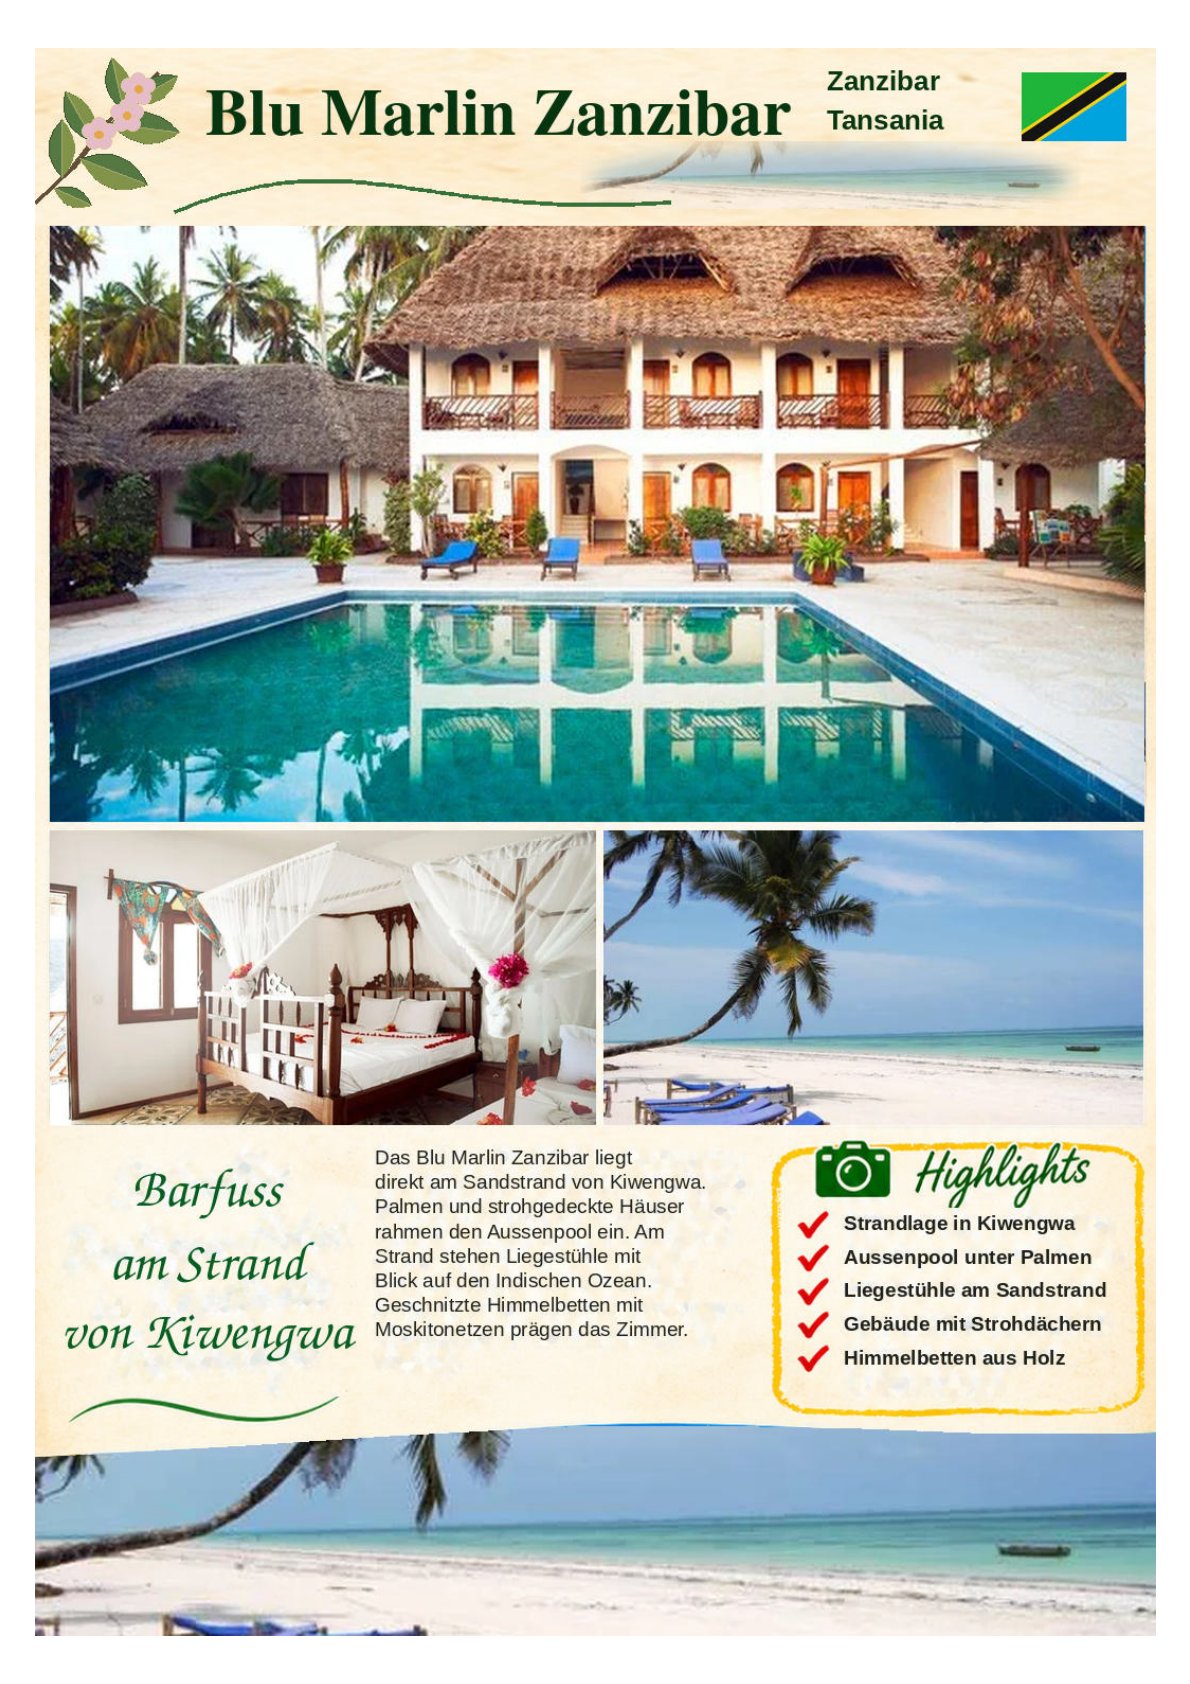 Blu Marlin Zanzibar
Zanzibar
Tansania
Barfuss
am Strand
von Kiwengwa
Das Blu Marlin Zanzibar liegt
direkt am Sandstrand von Kiwengwa.
Palmen und strohgedeckte Häuser
rahmen den Aussenpool ein. Am
Strand stehen Liegestühle mit
Blick auf den Indischen Ozean.
Geschnitzte Himmelbetten mit
Moskitonetzen prägen das Zimmer.
Highlights
Strandlage in Kiwengwa
Aussenpool unter Palmen
Liegestühle am Sandstrand
Gebäude mit Strohdächern
Himmelbetten aus Holz